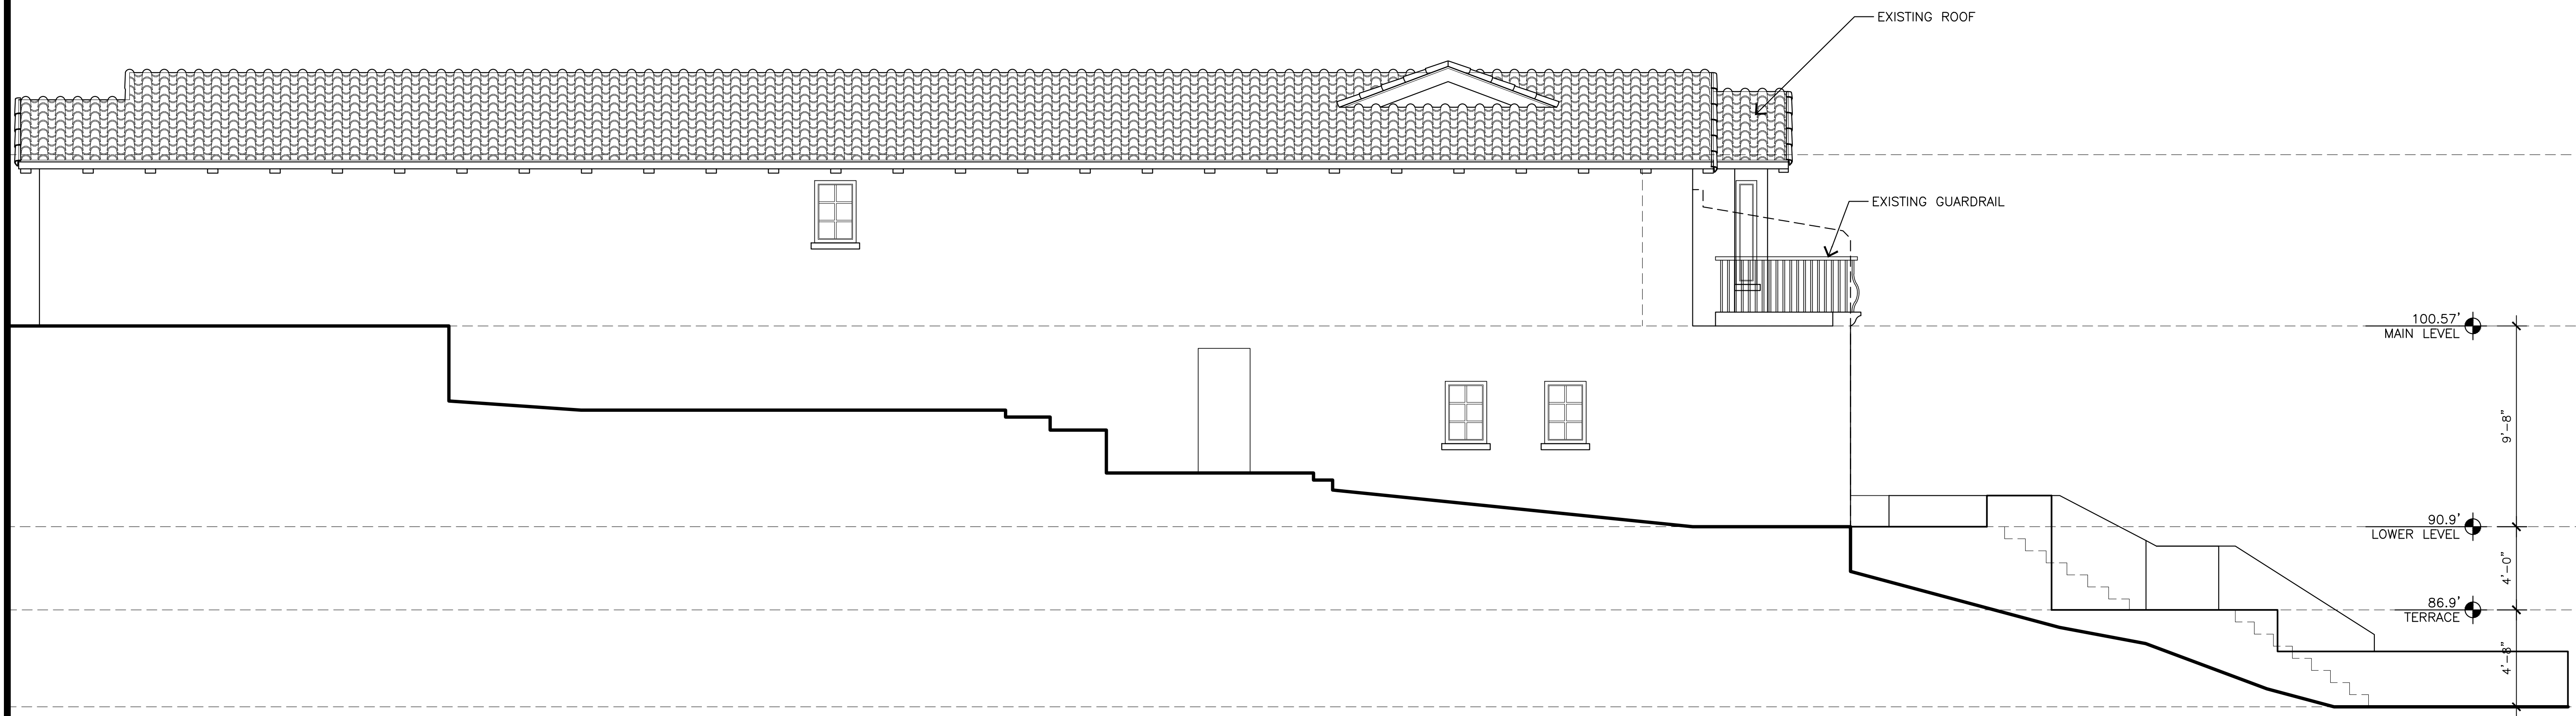 EXISTING ROOF
EXISTING GUARDRAIL
100.57'
MAIN LEVEL
9'-8"
90.9'
LOWER LEVEL
4'-0"
86.9'
TERRACE
4'-8"